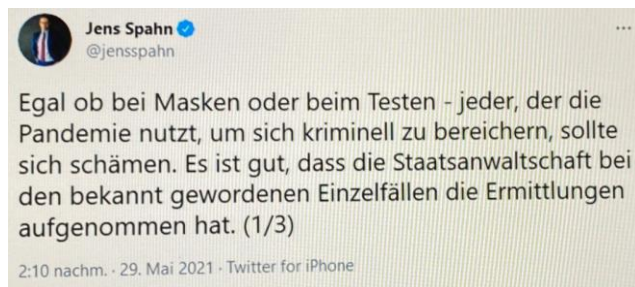 Jens Spahn
@jensspahn
Egal ob bei Masken oder beim Testen - jeder, der die
Pandemie nutzt, um sich kriminell zu bereichern, sollte
sich schämen. Es ist gut, dass die Staatsanwaltschaft bei
den bekannt gewordenen Einzelfällen die Ermittlungen
aufgenommen hat. (1/3)
2:10 nachm. · 29. Mai 2021 · Twitter for iPhone